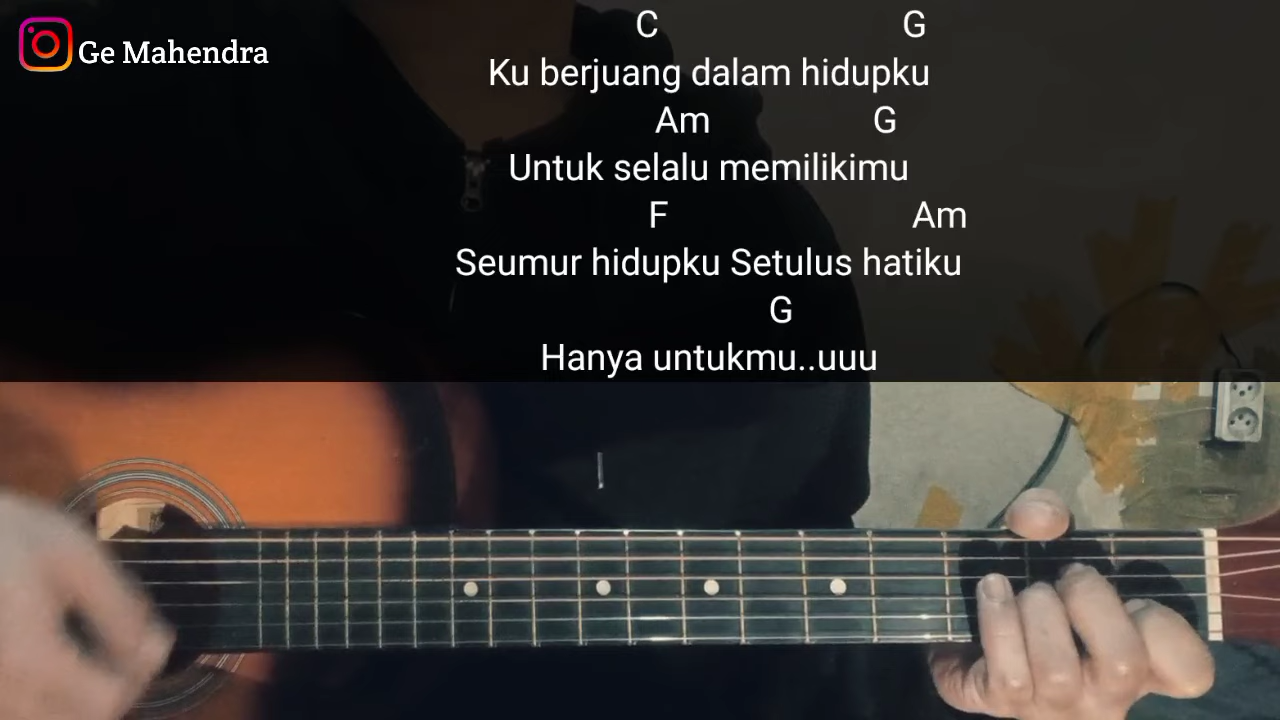 Ge Mahendra
C G
Ku berjuang dalam hidupku
Am G
Untuk selalu memilikimu
F Am
Seumur hidupku Setulus hatiku
G
Hanya untukmu..uuu